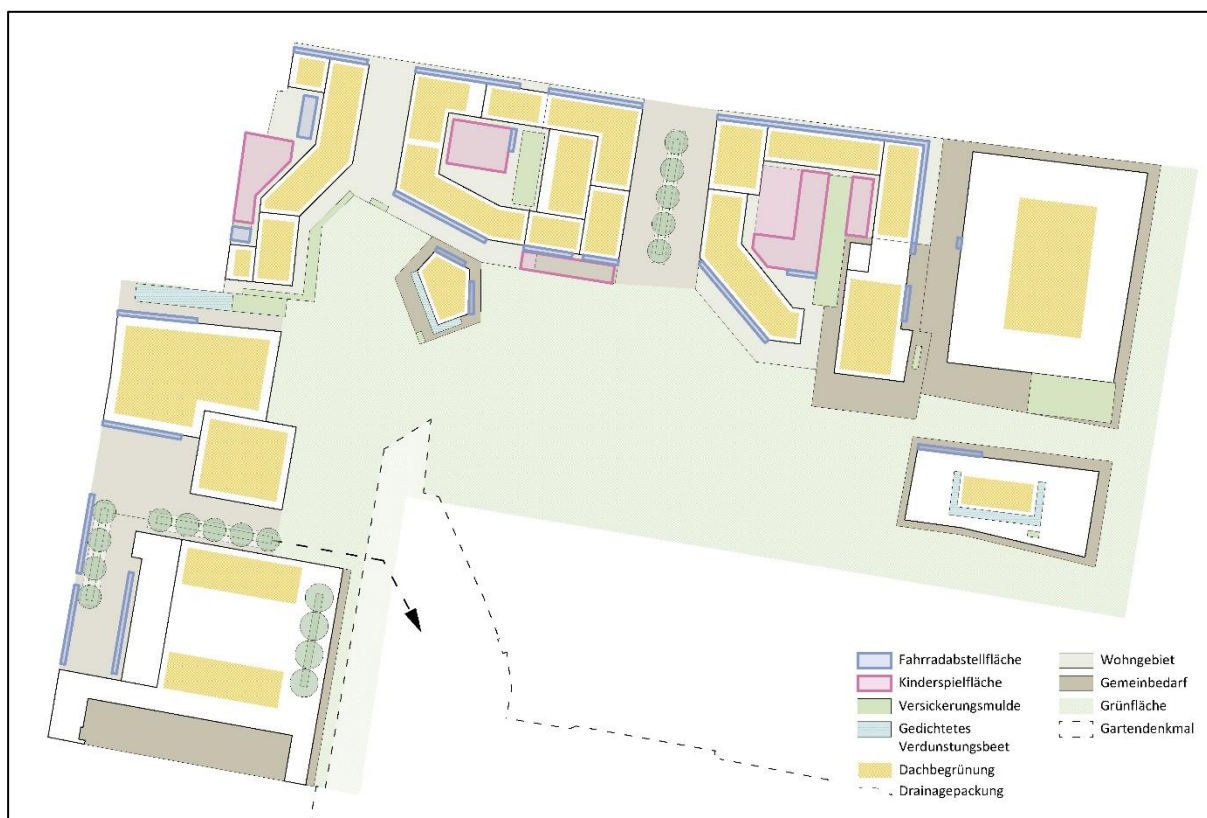 Fahrradabstellfläche
Kinderspielfläche
Versickerungsmulde
Gedichtetes
Verdunstungsbeet
Dachbegrünung
Drainagepackung
Wohngebiet
Gemeinbedarf
Grünfläche
Gartendenkmal